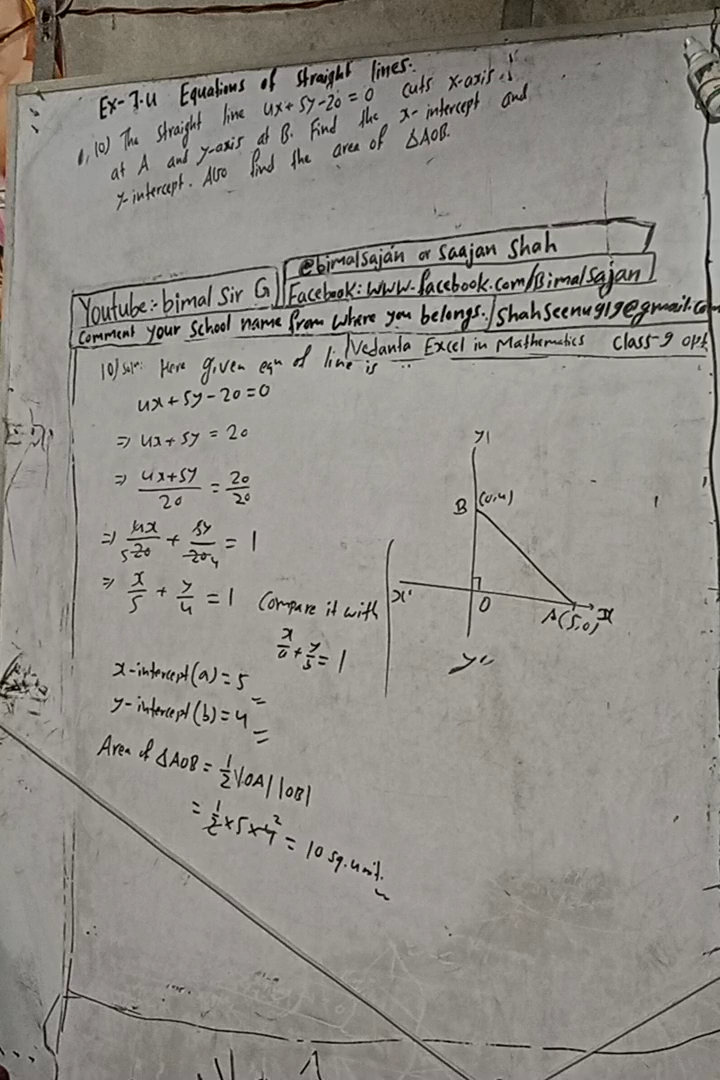 Ex-7.4 Equations of straight lines.
10) The straight line 4x+5y-20=0 cuts x-axis
at A and y-axis at B. Find the x-intercept and
y-intercept. Also find the area of ΔAOB.
@bimalsajan or Saajan Shah
Youtube:- bimal Sir G
Facebook: www.facebook.com/Bimalsajan
Comment your School name from where you belongs. / Shahseenu919@gmail.com
Vedanta Excel in Mathematics Class-9 opt
10) Soln: Here given eqn of line is
4x+5y-20=0
⇒ 4x+5y = 20
⇒ (4x+5y)/20 = 20/20
⇒ 4x/20 5 + 5y/20 4 = 1
⇒ x/5 + y/4 = 1 Compare it with
x/a + y/b = 1
x-intercept (a) = 5
y-intercept (b) = 4
Area of ΔAOB = 1/2 |OA| |OB|
= 1/2 × 5 × 4 2 = 10 sq. unit.
y
B (0,4)
x' O A(5,0) x
y'